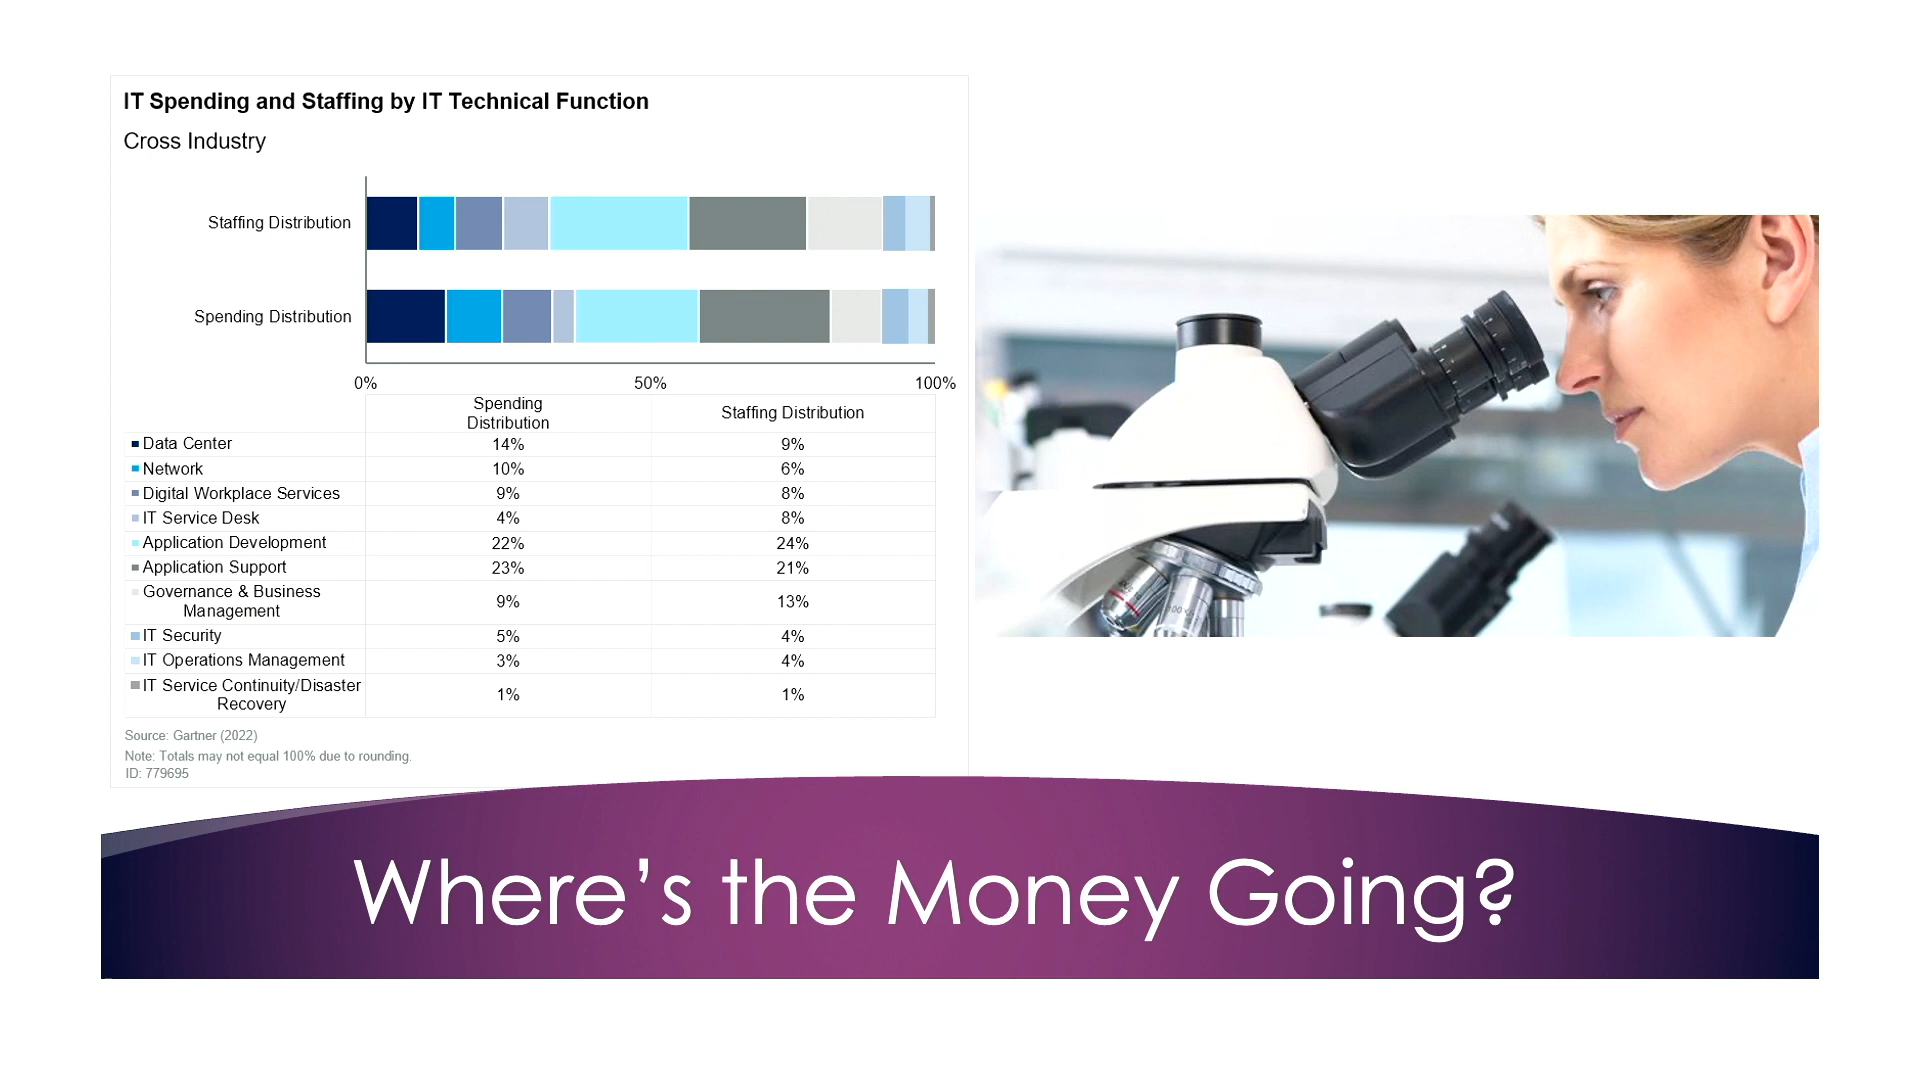 IT Spending and Staffing by IT Technical Function
Cross Industry
Staffing Distribution
Spending Distribution
0% 50% 100%
Spending
Distribution
Staffing Distribution
Data Center 14% 9%
Network 10% 6%
Digital Workplace Services 9% 8%
IT Service Desk 4% 8%
Application Development 22% 24%
Application Support 23% 21%
Governance & Business
Management 9% 13%
IT Security 5% 4%
IT Operations Management 3% 4%
IT Service Continuity/Disaster
Recovery 1% 1%
Source: Gartner (2022)
Note: Totals may not equal 100% due to rounding.
ID: 779695
Where’s the Money Going?